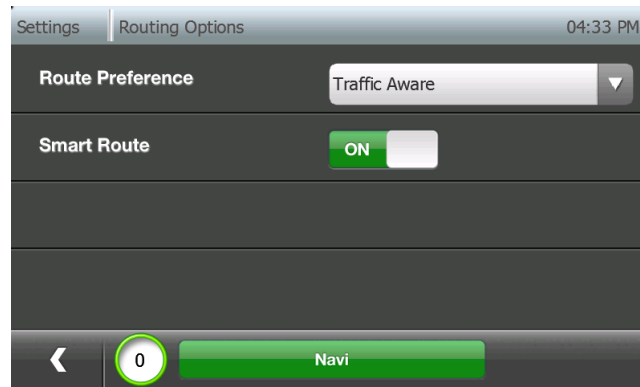 Settings Routing Options 04:33 PM
Route Preference Traffic Aware
Smart Route ON
0 Navi